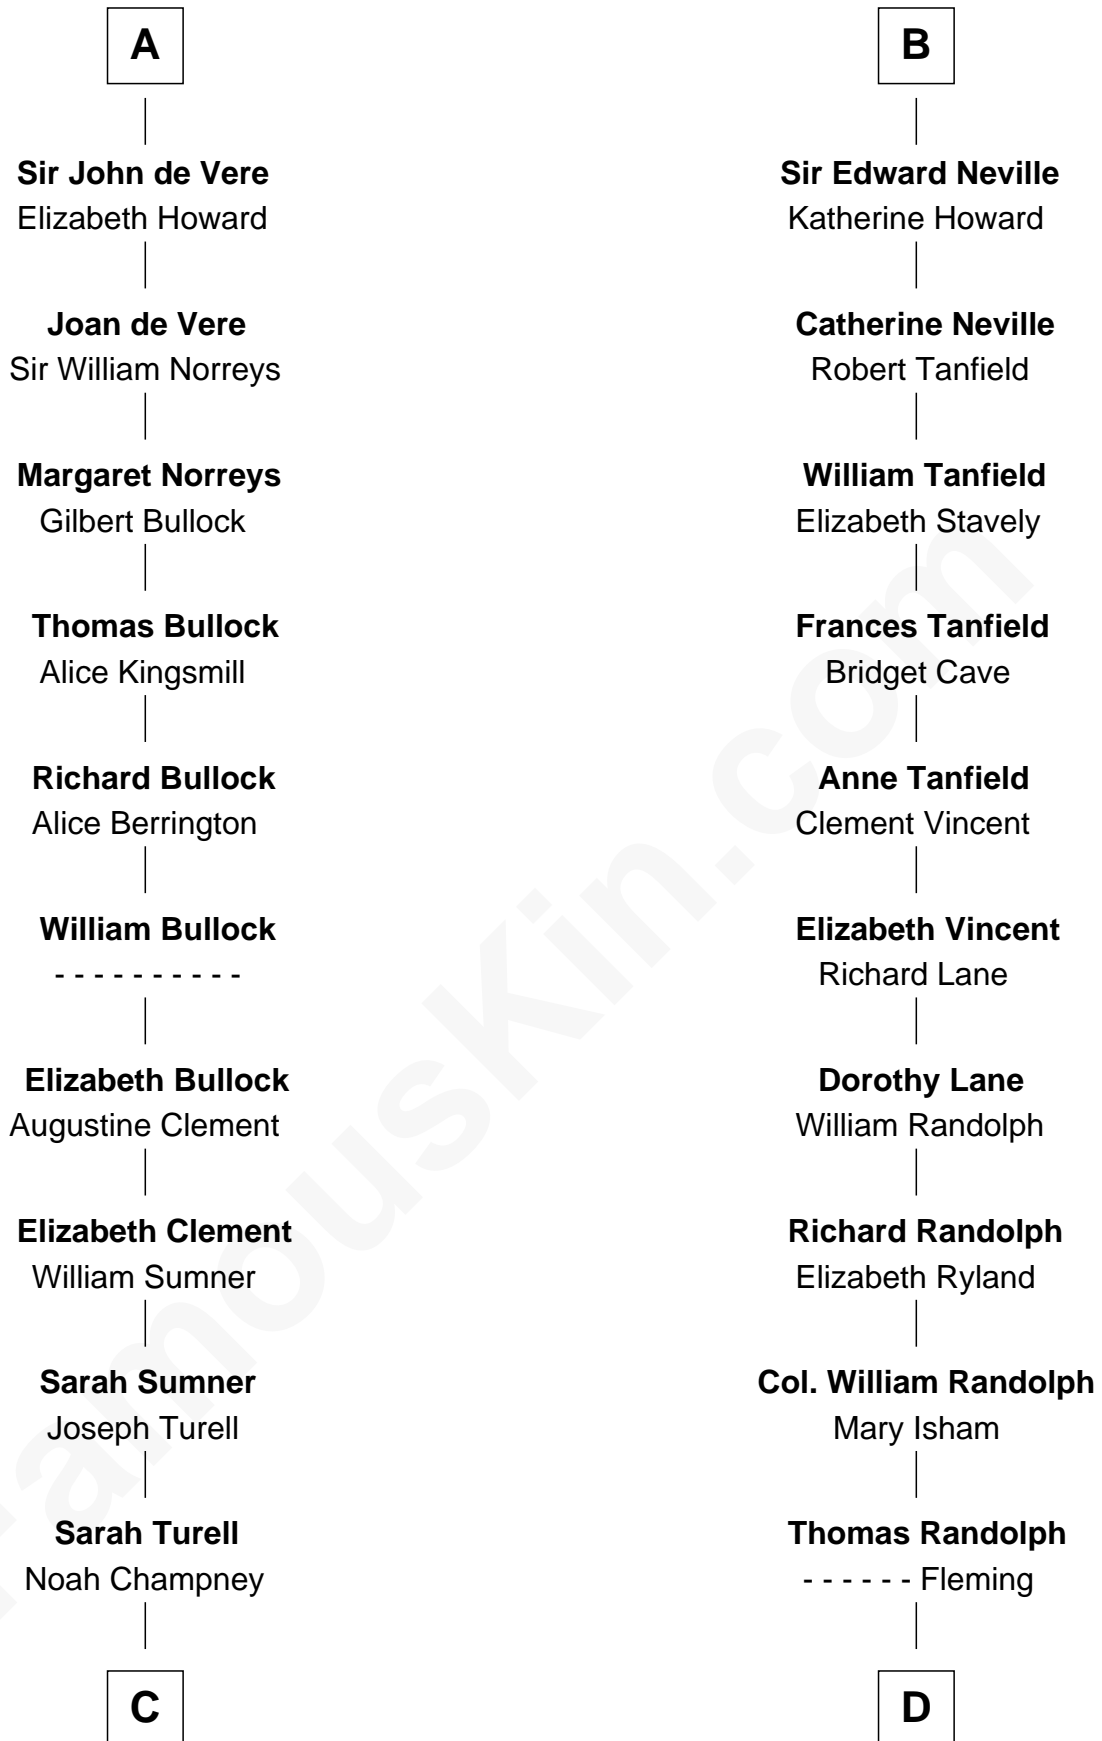 A
Sir John de Vere
Elizabeth Howard
Joan de Vere
Sir William Norreys
Margaret Norreys
Gilbert Bullock
Thomas Bullock
Alice Kingsmill
Richard Bullock
Alice Berrington
William Bullock
- - - - - - - - - -
Elizabeth Bullock
Augustine Clement
Elizabeth Clement
William Sumner
Sarah Sumner
Joseph Turell
Sarah Turell
Noah Champney
C
B
Sir Edward Neville
Katherine Howard
Catherine Neville
Robert Tanfield
William Tanfield
Elizabeth Stavely
Frances Tanfield
Bridget Cave
Anne Tanfield
Clement Vincent
Elizabeth Vincent
Richard Lane
Dorothy Lane
William Randolph
Richard Randolph
Elizabeth Ryland
Col. William Randolph
Mary Isham
Thomas Randolph
- - - - - - Fleming
D
FamousKin.com